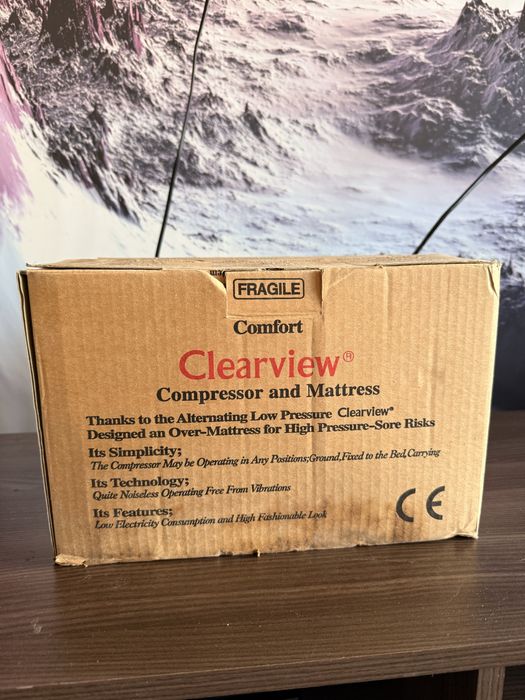 FRAGILE
Comfort
Clearview®
Compressor and Mattress
Thanks to the Alternating Low Pressure Clearview®
Designed an Over-Mattress for High Pressure-Sore Risks
Its Simplicity;
The Compressor May be Operating in Any Positions;Ground,Fixed to the Bed,Carrying
Its Technology;
Quite Noiseless Operating Free From Vibrations
Its Features;
Low Electricity Consumption and High Fashionable Look
CE